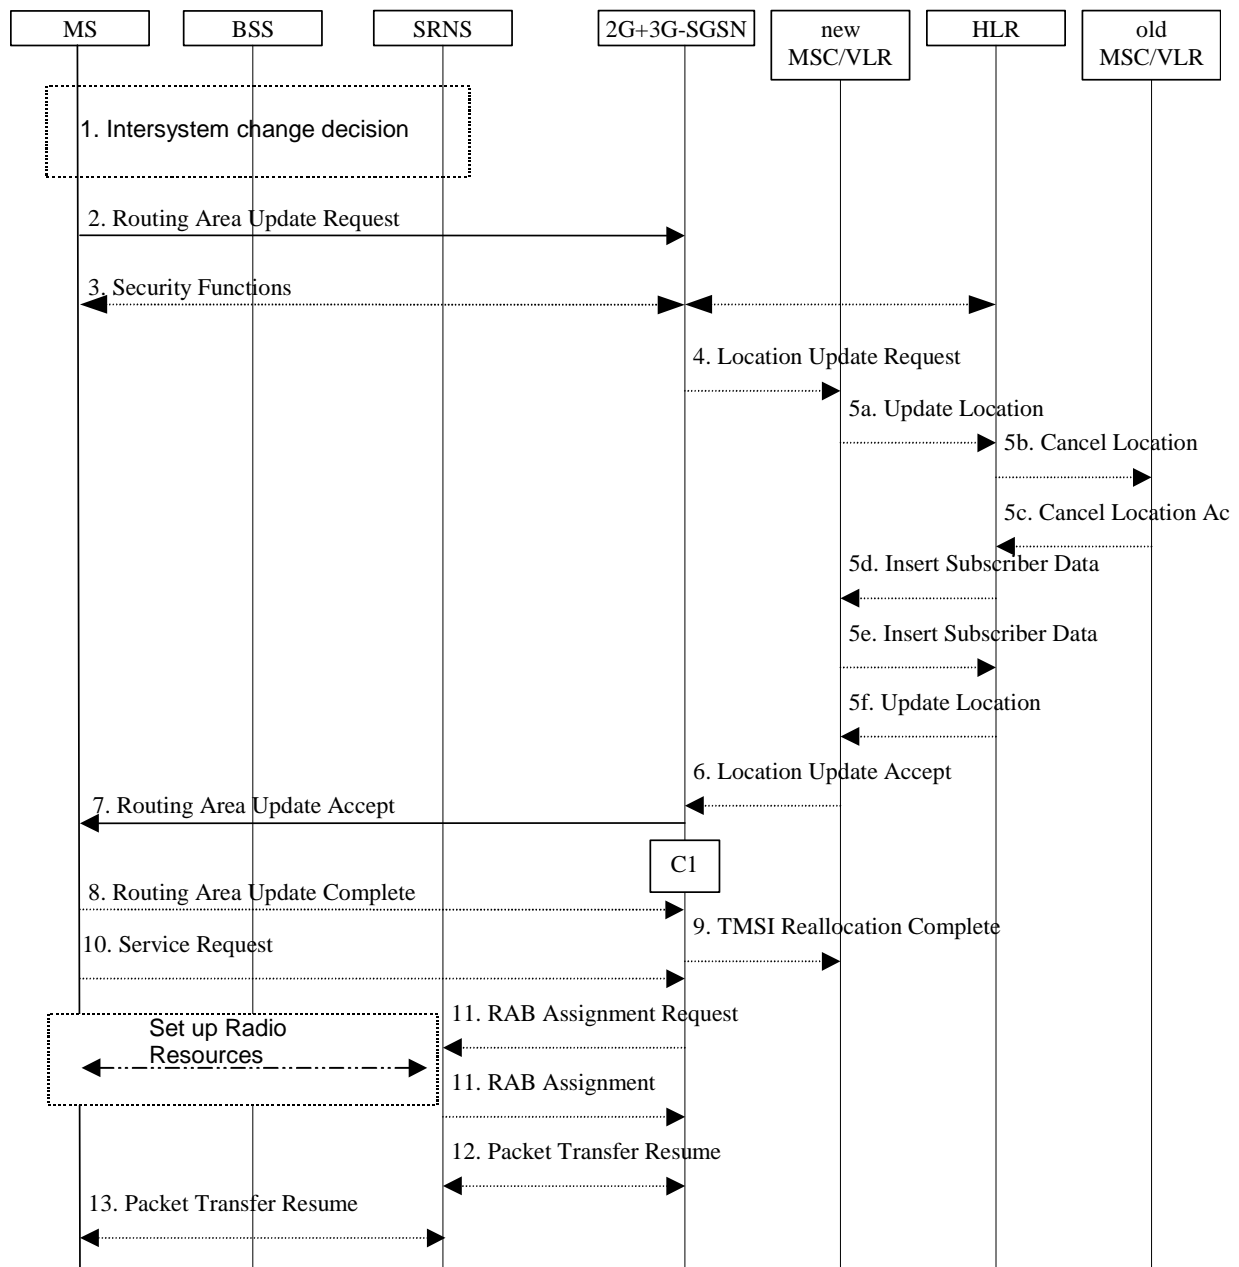 MS
BSS
SRNS
2G+3G-SGSN
new
MSC/VLR
HLR
old
MSC/VLR
1. Intersystem change decision
2. Routing Area Update Request
3. Security Functions
4. Location Update Request
5a. Update Location
5b. Cancel Location
5c. Cancel Location Ac
5d. Insert Subscriber Data
5e. Insert Subscriber Data
5f. Update Location
6. Location Update Accept
7. Routing Area Update Accept
C1
8. Routing Area Update Complete
9. TMSI Reallocation Complete
10. Service Request
11. RAB Assignment Request
Set up Radio
Resources
11. RAB Assignment
12. Packet Transfer Resume
13. Packet Transfer Resume